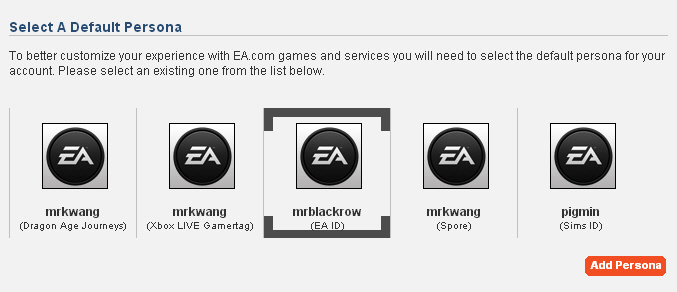 Select A Default Persona
To better customize your experience with EA.com games and services you will need to select the default persona for your
account. Please select an existing one from the list below.
EA EA EA EA EA
mrkwang mrkwang mrblackrow mrkwang pigmin
(Dragon Age Journeys) (Xbox LIVE Gamertag) (EA ID) (Spore) (Sims ID)
Add Persona